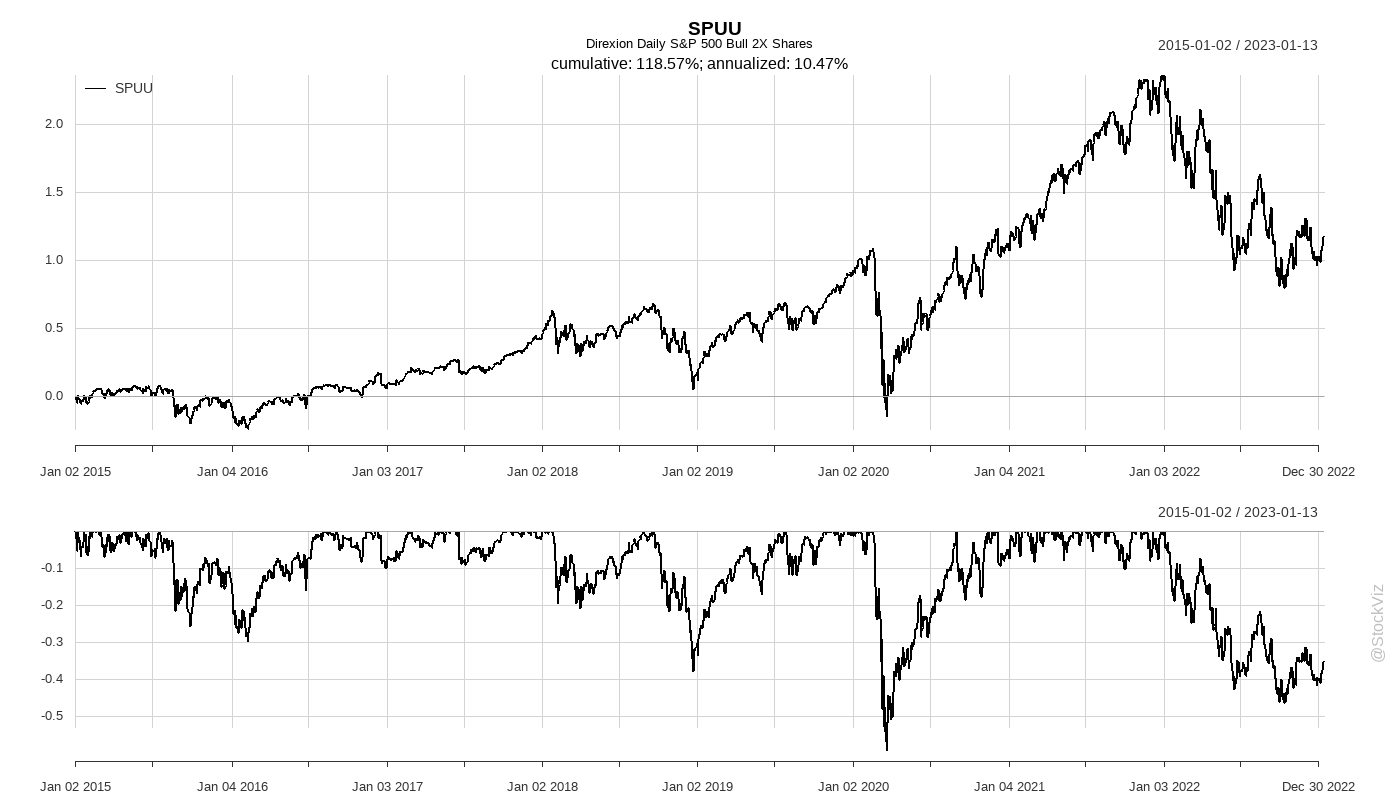 SPUU
Direxion Daily S&P 500 Bull 2X Shares
2015-01-02 / 2023-01-13
cumulative: 118.57%; annualized: 10.47%
SPUU
2.0
1.5
1.0
0.5
0.0
Jan 02 2015 Jan 04 2016 Jan 03 2017 Jan 02 2018 Jan 02 2019 Jan 02 2020 Jan 04 2021 Jan 03 2022 Dec 30 2022
2015-01-02 / 2023-01-13
-0.1
-0.2
-0.3
-0.4
-0.5
Jan 02 2015 Jan 04 2016 Jan 03 2017 Jan 02 2018 Jan 02 2019 Jan 02 2020 Jan 04 2021 Jan 03 2022 Dec 30 2022
@StockViz